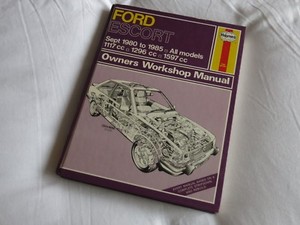 FORD
ESCORT
Haynes
Sept 1980 to 1985 □ All models
1117 cc □ 1296 cc □ 1597 cc
Owners Workshop Manual